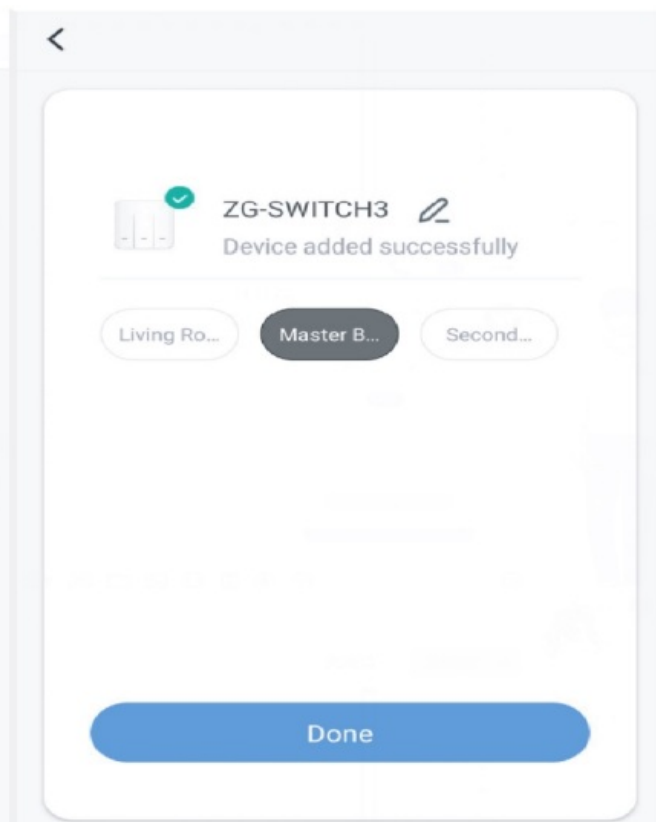 ZG-SWITCH3
Device added successfully
Living Ro... Master B... Second...
Done